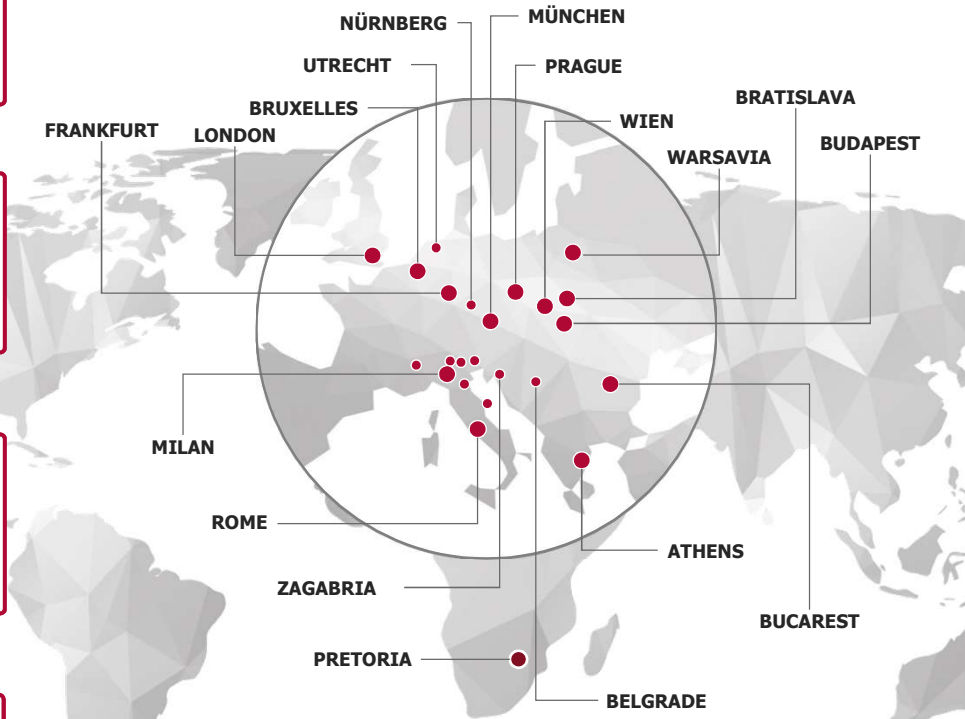 MÜNCHEN
NÜRNBERG
UTRECHT
PRAGUE
BRUXELLES
BRATISLAVA
WIEN
FRANKFURT
LONDON
BUDAPEST
WARSAVIA
MILAN
ROME
ATHENS
ZAGABRIA
BUCAREST
PRETORIA
BELGRADE